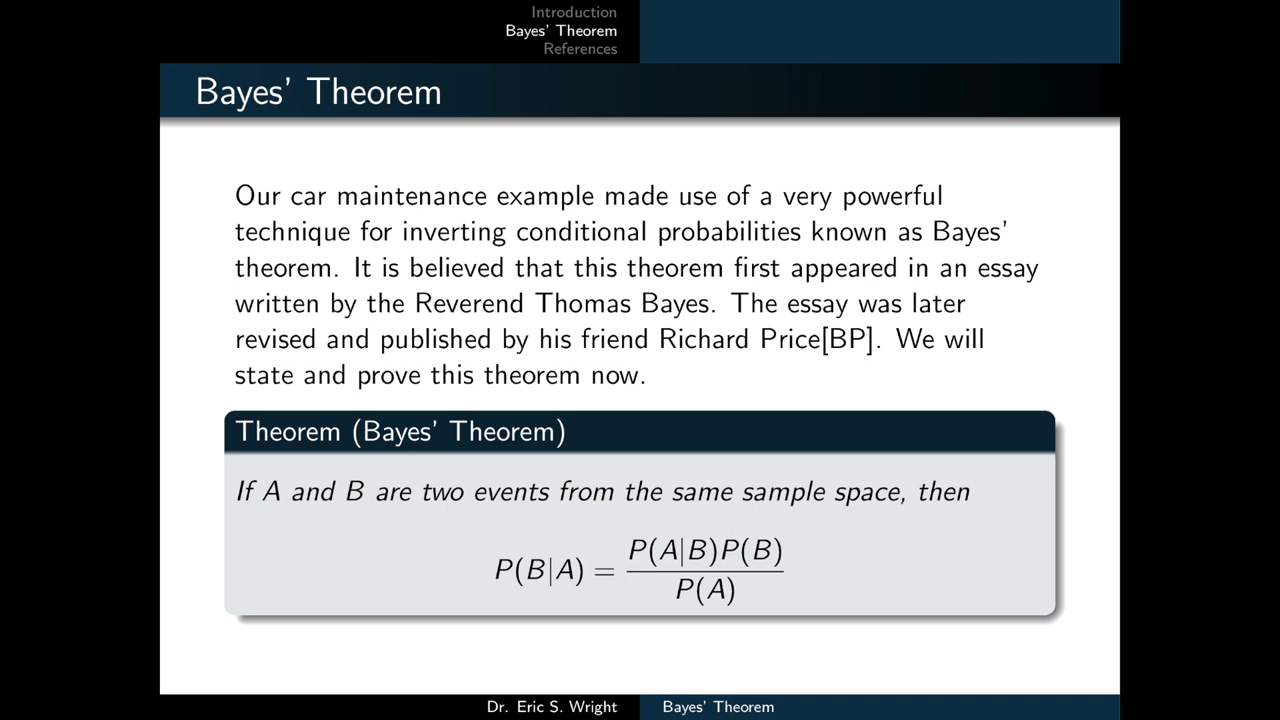 Introduction
Bayes’ Theorem
References
Bayes’ Theorem
Our car maintenance example made use of a very powerful
technique for inverting conditional probabilities known as Bayes’
theorem. It is believed that this theorem first appeared in an essay
written by the Reverend Thomas Bayes. The essay was later
revised and published by his friend Richard Price[BP]. We will
state and prove this theorem now.
Theorem (Bayes’ Theorem)
If A and B are two events from the same sample space, then
P(B|A) = P(A|B)P(B) / P(A)
Dr. Eric S. Wright
Bayes’ Theorem